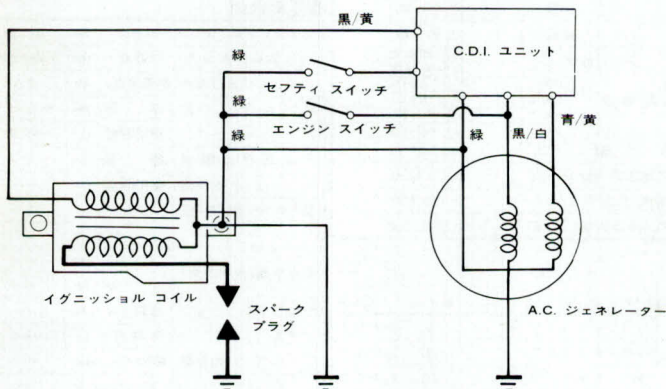 黒/黄
C.D.I. ユニット
緑
セフティ スイッチ
緑
エンジン スイッチ
緑
緑
黒/白
青/黄
イグニッショル コイル
スパーク
プラグ
A.C. ジェネレーター